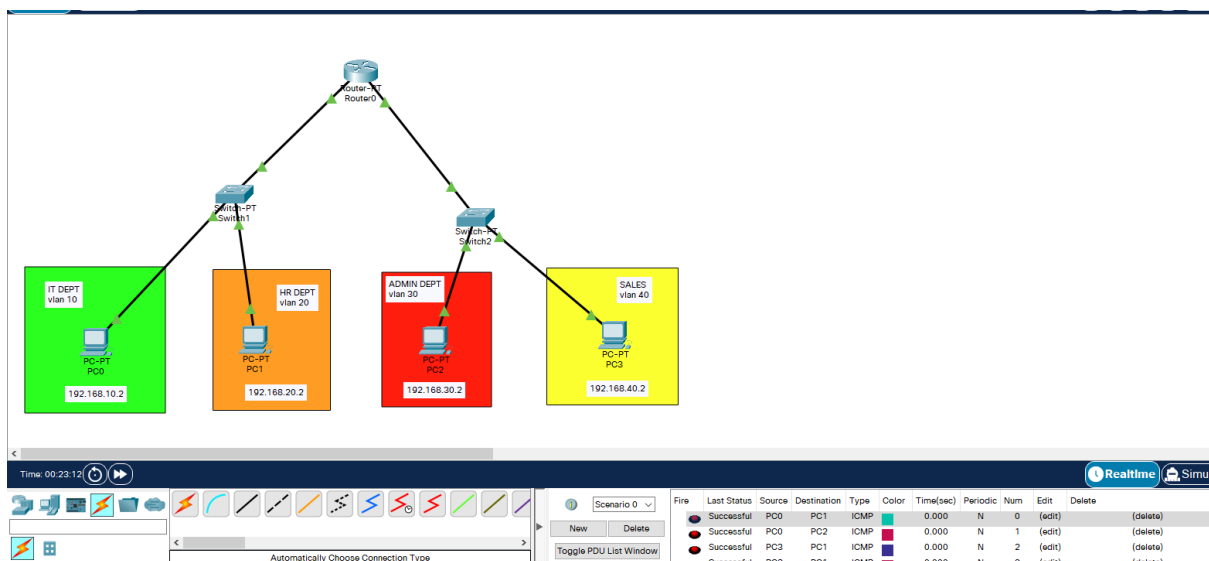 Router-PT
Router0
Switch-PT
Switch1
Switch-PT
Switch2
IT DEPT
vlan 10
HR DEPT
vlan 20
ADMIN DEPT
vlan 30
SALES
vlan 40
PC-PT
PC0
PC-PT
PC1
PC-PT
PC2
PC-PT
PC3
192.168.10.2
192.168.20.2
192.168.30.2
192.168.40.2
Time: 00:23:12
Realtime
Simu
Scenario 0
New
Delete
Toggle PDU List Window
Automatically Choose Connection Type
Fire Last Status Source Destination Type Color Time(sec) Periodic Num Edit Delete
Successful PC0 PC1 ICMP 0.000 N 0 (edit) (delete)
Successful PC0 PC2 ICMP 0.000 N 1 (edit) (delete)
Successful PC3 PC1 ICMP 0.000 N 2 (edit) (delete)